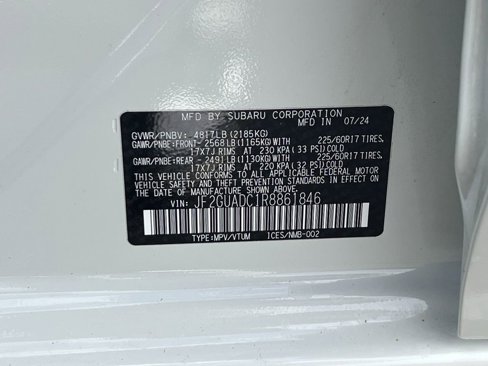 MFD BY SUBARU CORPORATION
MFD IN 07/24
GVWR/PNBV: 4817LB(2185KG)
GAWR/PNBE:FRONT- 2568LB(1165KG)WITH 225/60R17 TIRES,
17X7J RIMS AT 230 KPA(33 PSI)COLD
GAWR/PNBE:REAR - 2491LB(1130KG)WITH 225/60R17 TIRES,
17X7J RIMS AT 220 KPA(32 PSI)COLD
THIS VEHICLE CONFORMS TO ALL APPLICABLE FEDERAL MOTOR
VEHICLE SAFETY AND THEFT PREVENTION STANDARDS IN EFFECT
ON THE DATE OF MANUFACTURE SHOWN ABOVE.
VIN: JF2GUADC1R8861846
TYPE:MPV/VTUM ICES/NMB-002